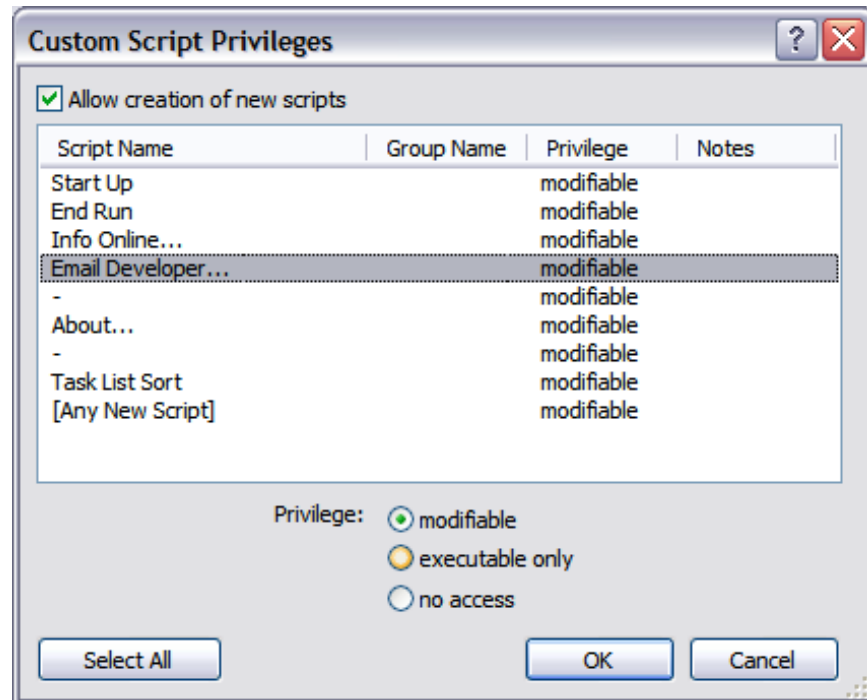 Custom Script Privileges
?
Allow creation of new scripts
Script Name Group Name Privilege Notes
Start Up modifiable
End Run modifiable
Info Online... modifiable
Email Developer... modifiable
- modifiable
About... modifiable
- modifiable
Task List Sort modifiable
[Any New Script] modifiable
Privilege: modifiable
executable only
no access
Select All OK Cancel